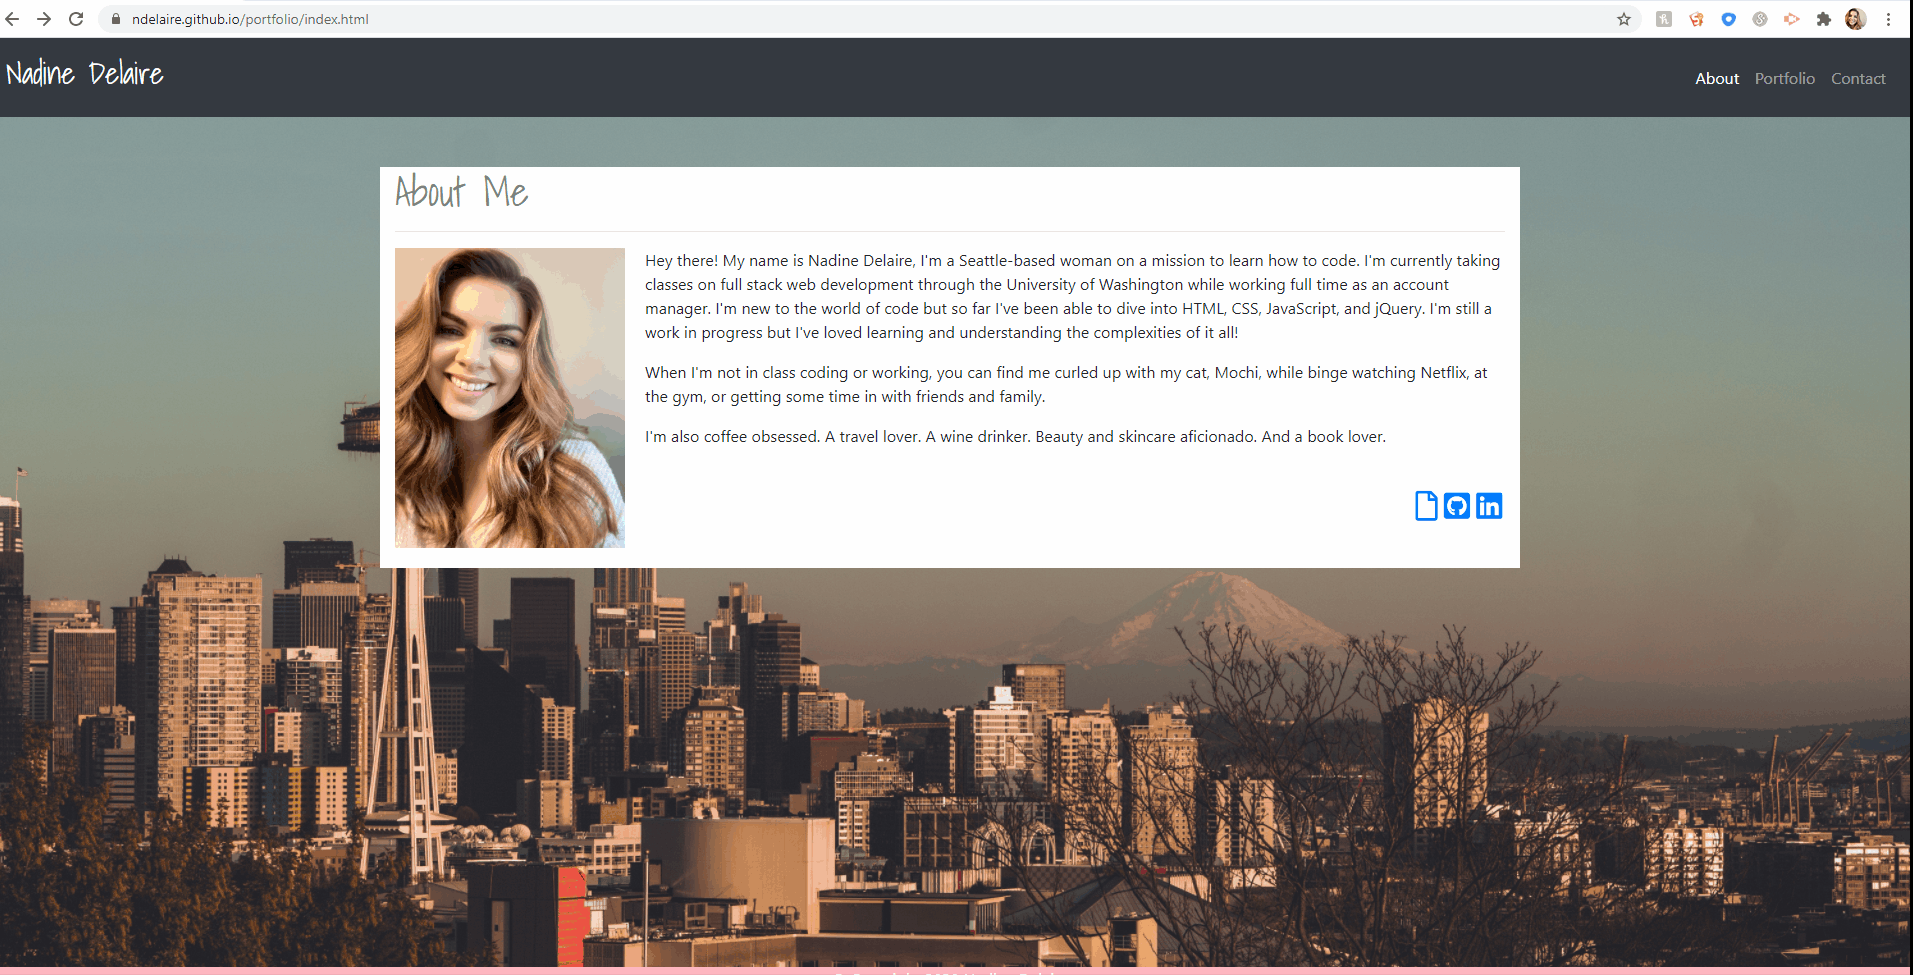 ndelaire.github.io/portfolio/index.html
Nadine Delaire
About Portfolio Contact
About Me
Hey there! My name is Nadine Delaire, I'm a Seattle-based woman on a mission to learn how to code. I'm currently taking
classes on full stack web development through the University of Washington while working full time as an account
manager. I'm new to the world of code but so far I've been able to dive into HTML, CSS, JavaScript, and jQuery. I'm still a
work in progress but I've loved learning and understanding the complexities of it all!
When I'm not in class coding or working, you can find me curled up with my cat, Mochi, while binge watching Netflix, at
the gym, or getting some time in with friends and family.
I'm also coffee obsessed. A travel lover. A wine drinker. Beauty and skincare aficionado. And a book lover.
in